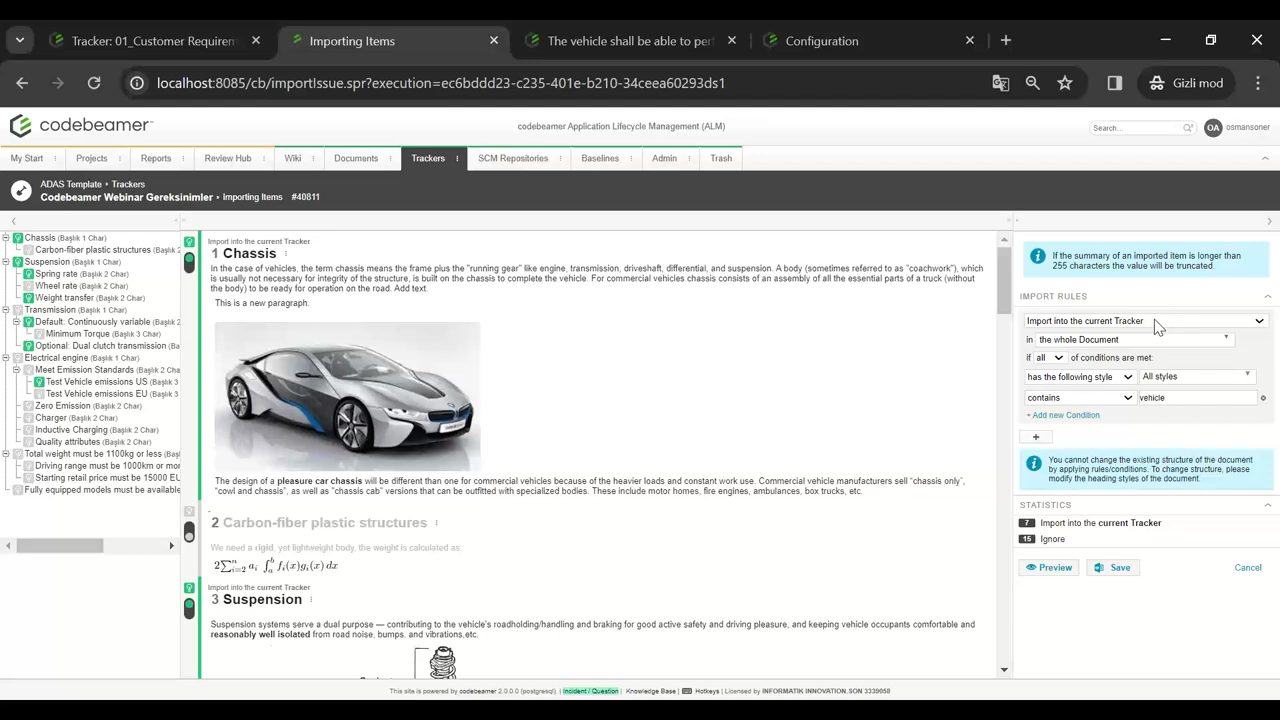 Tracker: 01_Customer Requiremen
Importing Items
The vehicle shall be able to per
Configuration
localhost:8085/cb/importIssue.spr?execution=ec6bddd23-c235-401e-b210-34ceea60293ds1
Gizli mod
codebeamer
codebeamer Application Lifecycle Management (ALM)
Search...
OA
osmansoner
My Start
Projects
Reports
Review Hub
Wiki
Documents
Trackers
SCM Repositories
Baselines
Admin
Trash
ADAS Template • Trackers
Codebeamer Webinar Gereksinimler • Importing Items #40811
Chassis (Başlık 1 Char)
Carbon-fiber plastic structures (Başlık 2
Suspension (Başlık 1 Char)
Spring rate (Başlık 2 Char)
Wheel rate (Başlık 2 Char)
Weight transfer (Başlık 2 Char)
Transmission (Başlık 1 Char)
Default: Continuously variable (Başlık 2
Minimum Torque (Başlık 3 Char)
Optional: Dual clutch transmission (Başlık
Electrical engine (Başlık 1 Char)
Meet Emission Standards (Başlık 2 Char)
Test Vehicle emissions US (Başlık 3
Test Vehicle emissions EU (Başlık 3
Zero Emission (Başlık 2 Char)
Charger (Başlık 2 Char)
Inductive Charging (Başlık 2 Char)
Quality attributes (Başlık 2 Char)
Total weight must be 1100kg or less (Başlık
Driving range must be 1000km or mor
Starting retail price must be 15000 EU
Fully equipped models must be available
Import into the current Tracker
1 Chassis
In the case of vehicles, the term chassis means the frame plus the "running gear" like engine, transmission, driveshaft, differential, and suspension. A body (sometimes referred to as "coachwork"), which
is usually not necessary for integrity of the structure, is built on the chassis to complete the vehicle. For commercial vehicles chassis consists of an assembly of all the essential parts of a truck (without
the body) to be ready for operation on the road. Add text.
This is a new paragraph.
The design of a pleasure car chassis will be different than one for commercial vehicles because of the heavier loads and constant work use. Commercial vehicle manufacturers sell "chassis only",
"cowl and chassis", as well as "chassis cab" versions that can be outfitted with specialized bodies. These include motor homes, fire engines, ambulances, box trucks, etc.
2 Carbon-fiber plastic structures
We need a rigid, yet lightweight body, the weight is calculated as:
2∑ⁿᵢ₌₂ aᵢ ∫ᵇₐ fᵢ(x)gᵢ(x) dx
Import into the current Tracker
3 Suspension
Suspension systems serve a dual purpose — contributing to the vehicle's roadholding/handling and braking for good active safety and driving pleasure, and keeping vehicle occupants comfortable and
reasonably well isolated from road noise, bumps, and vibrations,etc.
If the summary of an imported item is longer than
255 characters the value will be truncated.
IMPORT RULES
Import into the current Tracker
in the whole Document
if all of conditions are met:
has the following style All styles
contains vehicle
+ Add new Condition
+
You cannot change the existing structure of the document
by applying rules/conditions. To change structure, please
modify the heading styles of the document.
STATISTICS
7 Import into the current Tracker
15 Ignore
Preview
Save
Cancel
This site is powered by codebeamer 2.0.0.0 (postgresql). | Incident / Question | Knowledge Base | Hotkeys | Licensed by INFORMATIK INNOVATION.SON 3339058